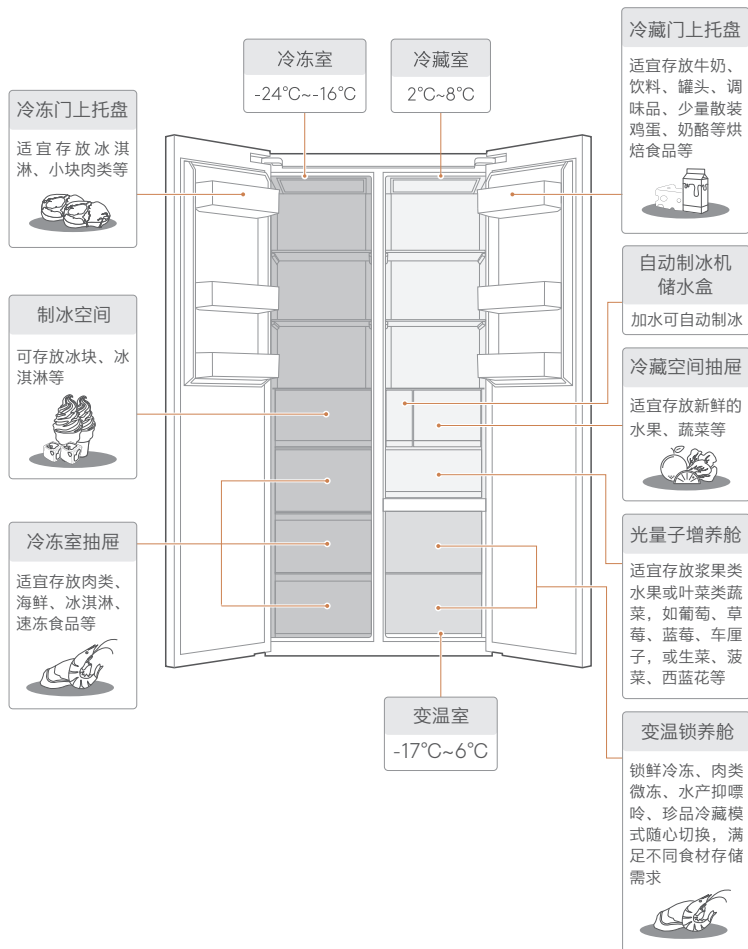 冷冻室
-24°C~-16°C
冷藏室
2°C~8°C
冷冻门上托盘
适宜存放冰淇
淋、小块肉类等
制冰空间
可存放冰块、冰
淇淋等
冷冻室抽屉
适宜存放肉类、
海鲜、冰淇淋、
速冻食品等
冷藏门上托盘
适宜存放牛奶、
饮料、罐头、调
味品、少量散装
鸡蛋、奶酪等烘
焙食品等
自动制冰机
储水盒
加水可自动制冰
冷藏空间抽屉
适宜存放新鲜的
水果、蔬菜等
光量子增养舱
适宜存放浆果类
水果或叶菜类蔬
菜，如葡萄、草
莓、蓝莓、车厘
子，或生菜、菠
菜、西蓝花等
变温室
-17°C~6°C
变温锁养舱
锁鲜冷冻、肉类
微冻、水产抑嘌
呤、珍品冷藏模
式随心切换，满
足不同食材存储
需求